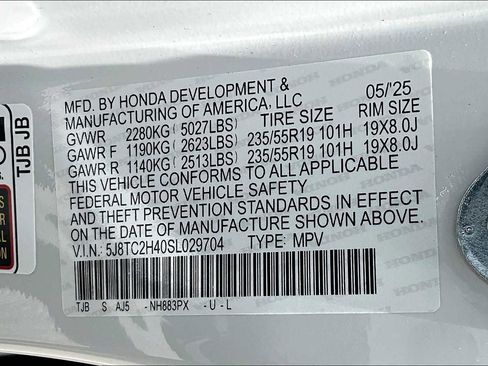 MFD. BY HONDA DEVELOPMENT & 05/'25
MANUFACTURING OF AMERICA, LLC TIRE SIZE RIM SIZE
GVWR 2280KG(5027LBS)
GAWR F 1190KG(2623LBS) 235/55R19 101H 19X8.0J
GAWR R 1140KG(2513LBS) 235/55R19 101H 19X8.0J
THIS VEHICLE CONFORMS TO ALL APPLICABLE
FEDERAL MOTOR VEHICLE SAFETY
AND THEFT PREVENTION STANDARDS IN EFFECT
ON THE DATE OF MANUFACTURE SHOWN ABOVE.
V.I.N.: 5J8TC2H40SL029704 TYPE: MPV
TJB S AJ5 -NH883PX -U-L
TJB JB
HONDA